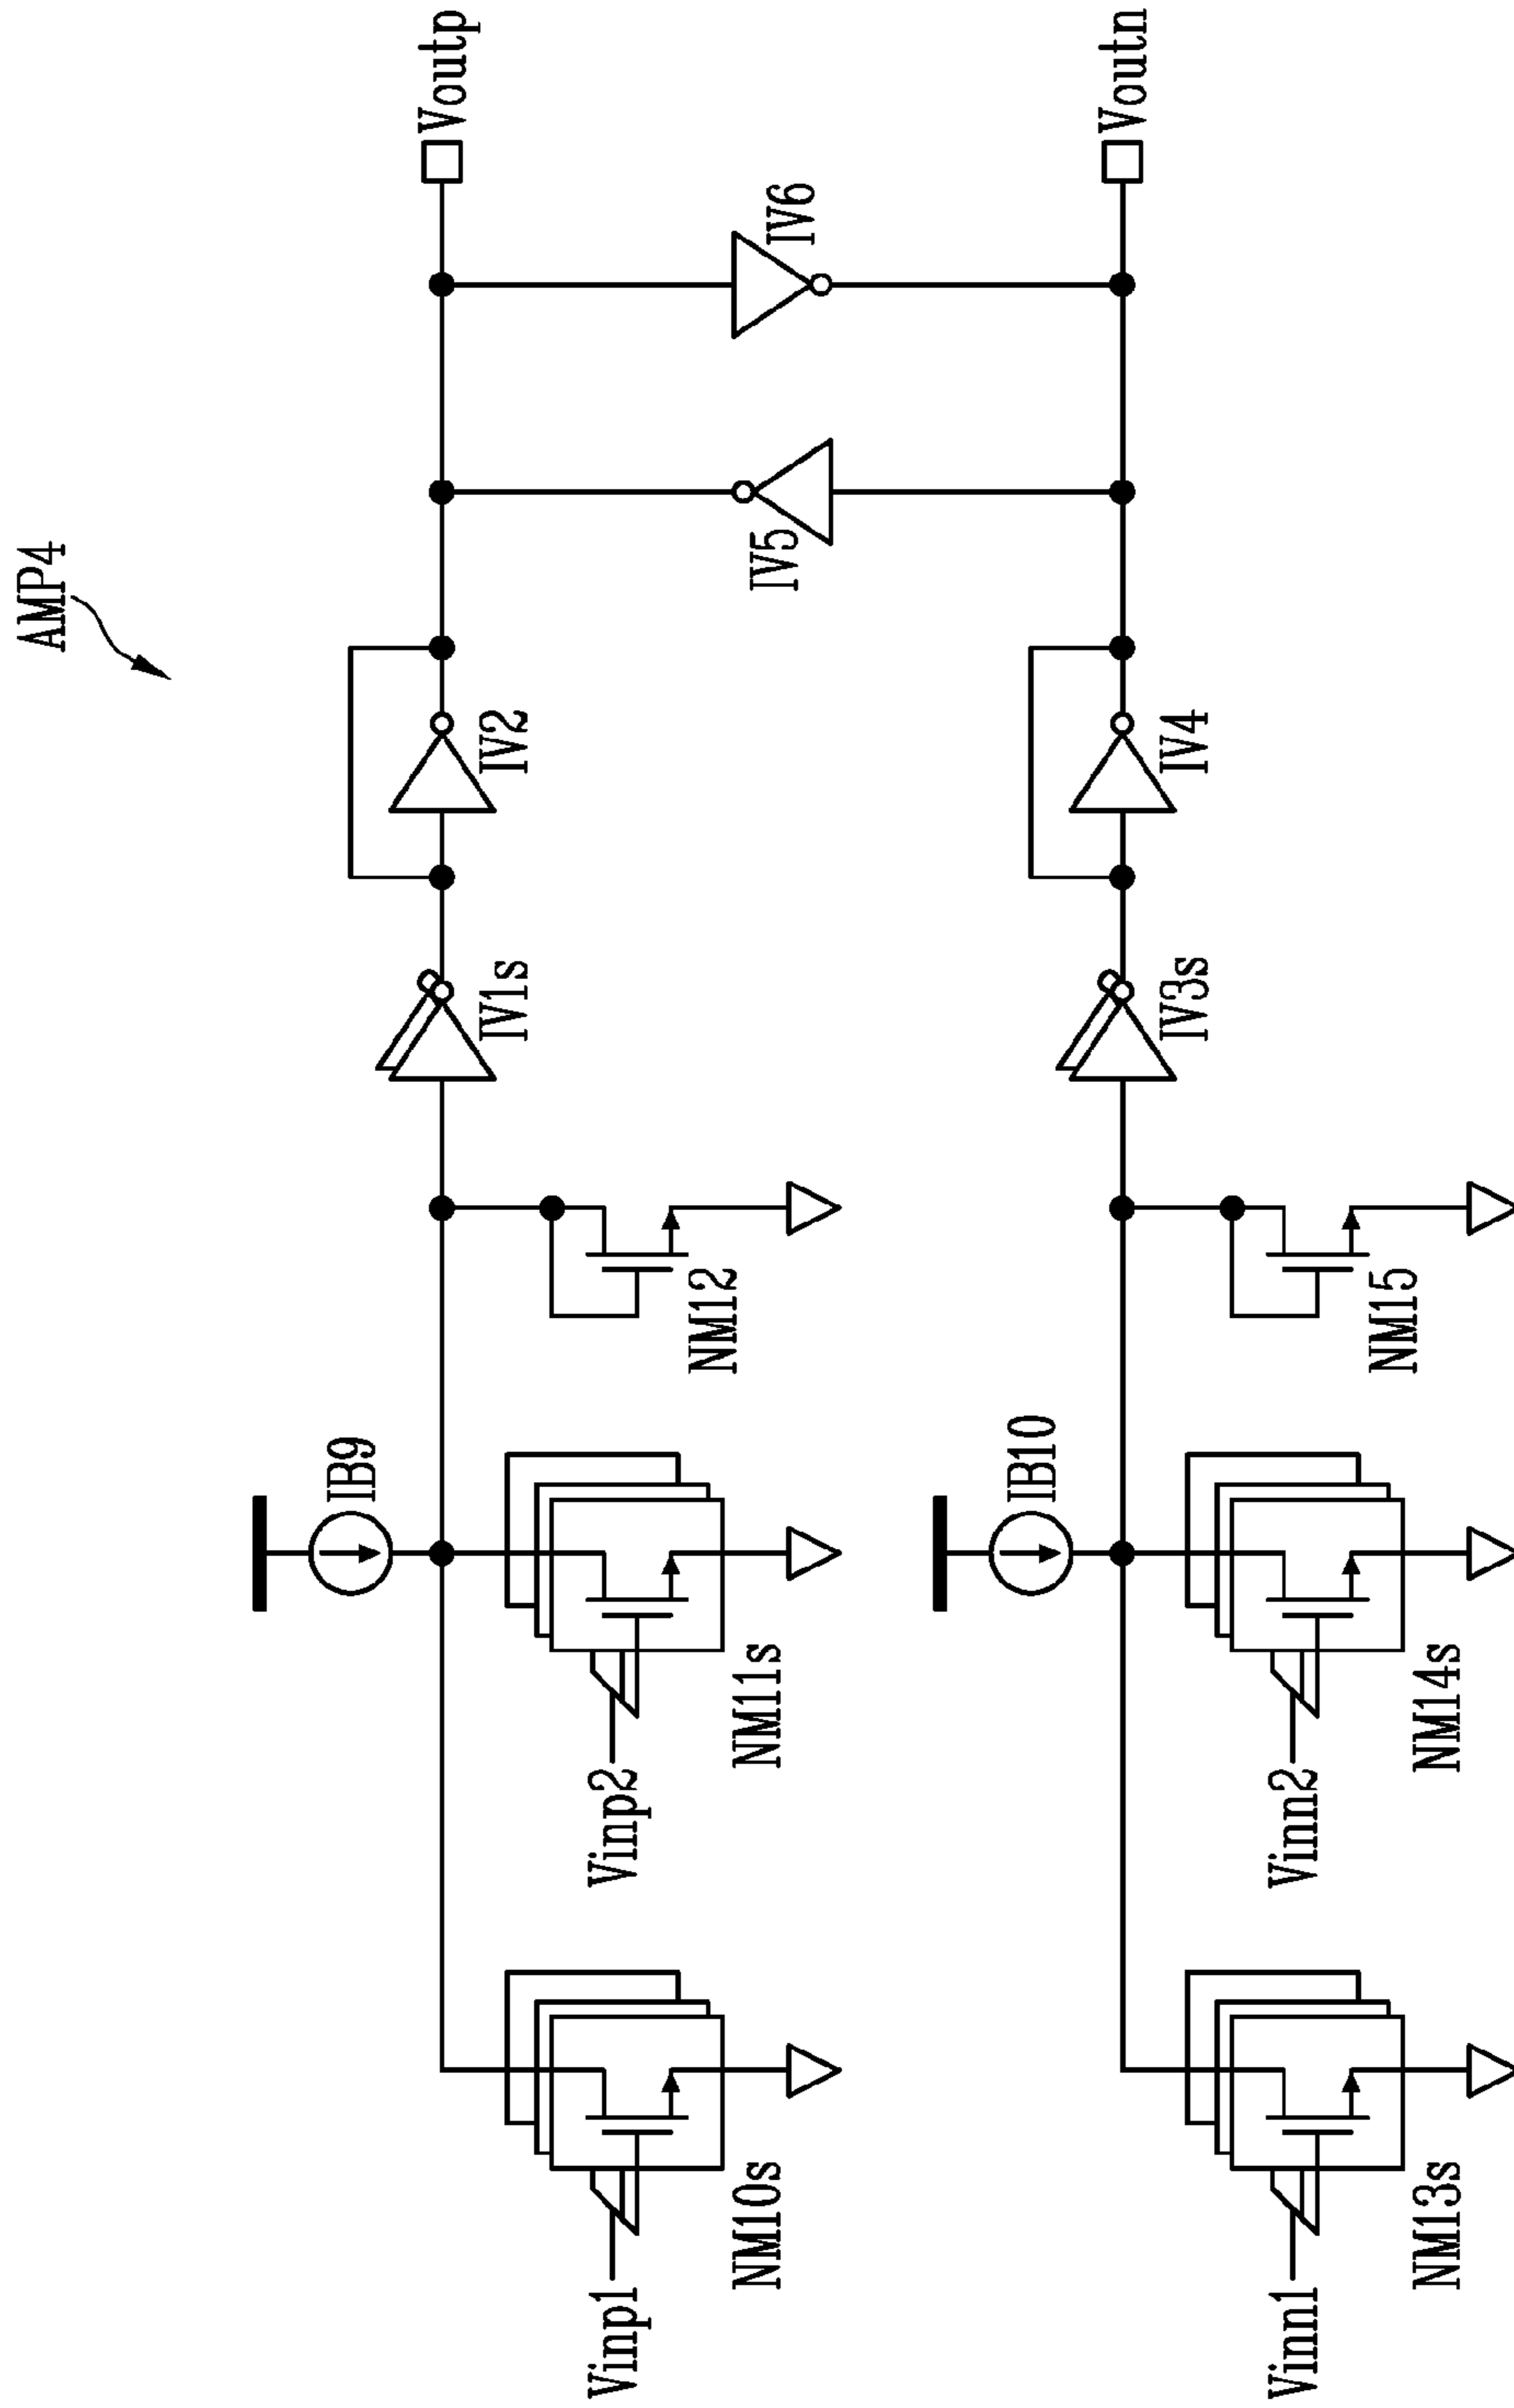 AMP4
Vinp1
NM10s
Vinp2
NM11s
IB9
NM12
IV1s
IV2
IV5
IV6
Voutp
Vinn1
NM13s
Vinn2
NM14s
IB10
NM15
IV3s
IV4
Voutn